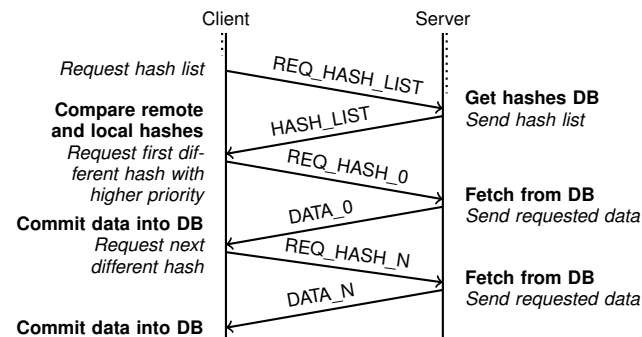 Client
Server
Request hash list
REQ_HASH_LIST
Get hashes DB
Send hash list
Compare remote
and local hashes
HASH_LIST
Request first dif-
ferent hash with
higher priority
REQ_HASH_0
Fetch from DB
Send requested data
DATA_0
Commit data into DB
Request next
different hash
REQ_HASH_N
Fetch from DB
Send requested data
DATA_N
Commit data into DB